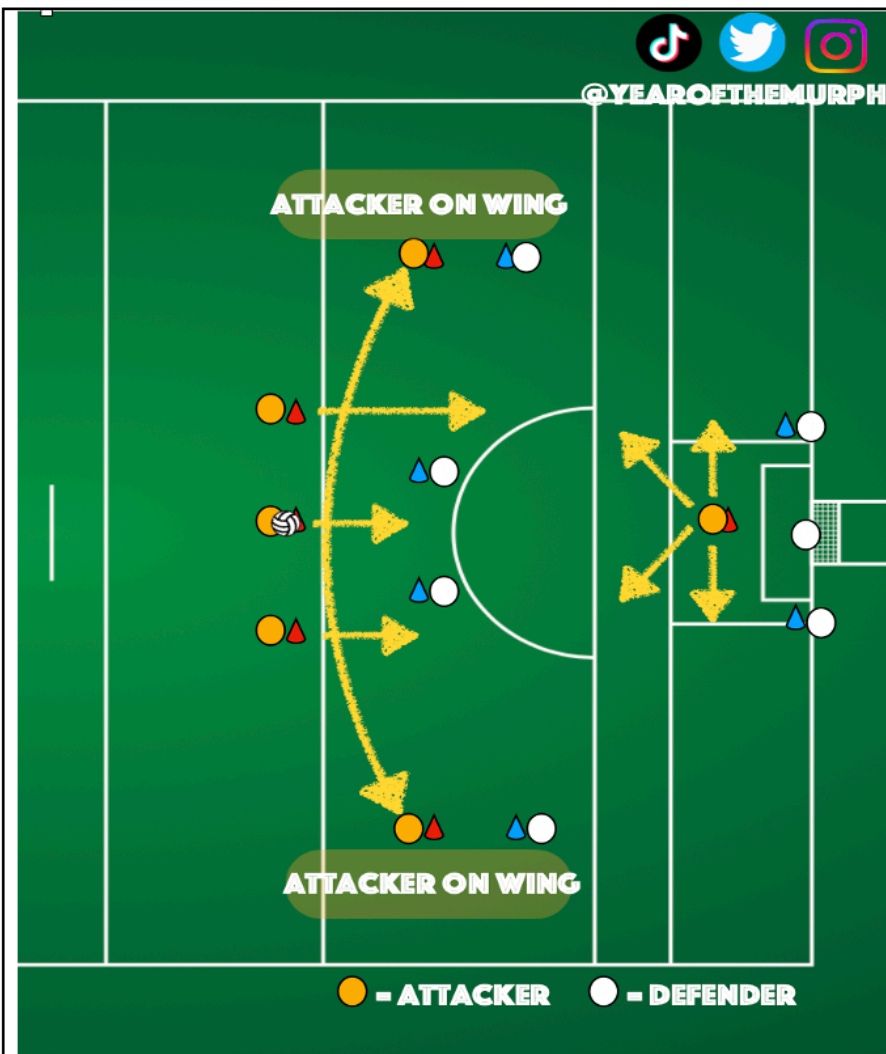 @YEAROFTHEMURPH
ATTACKER ON WING
ATTACKER ON WING
= ATTACKER
= DEFENDER